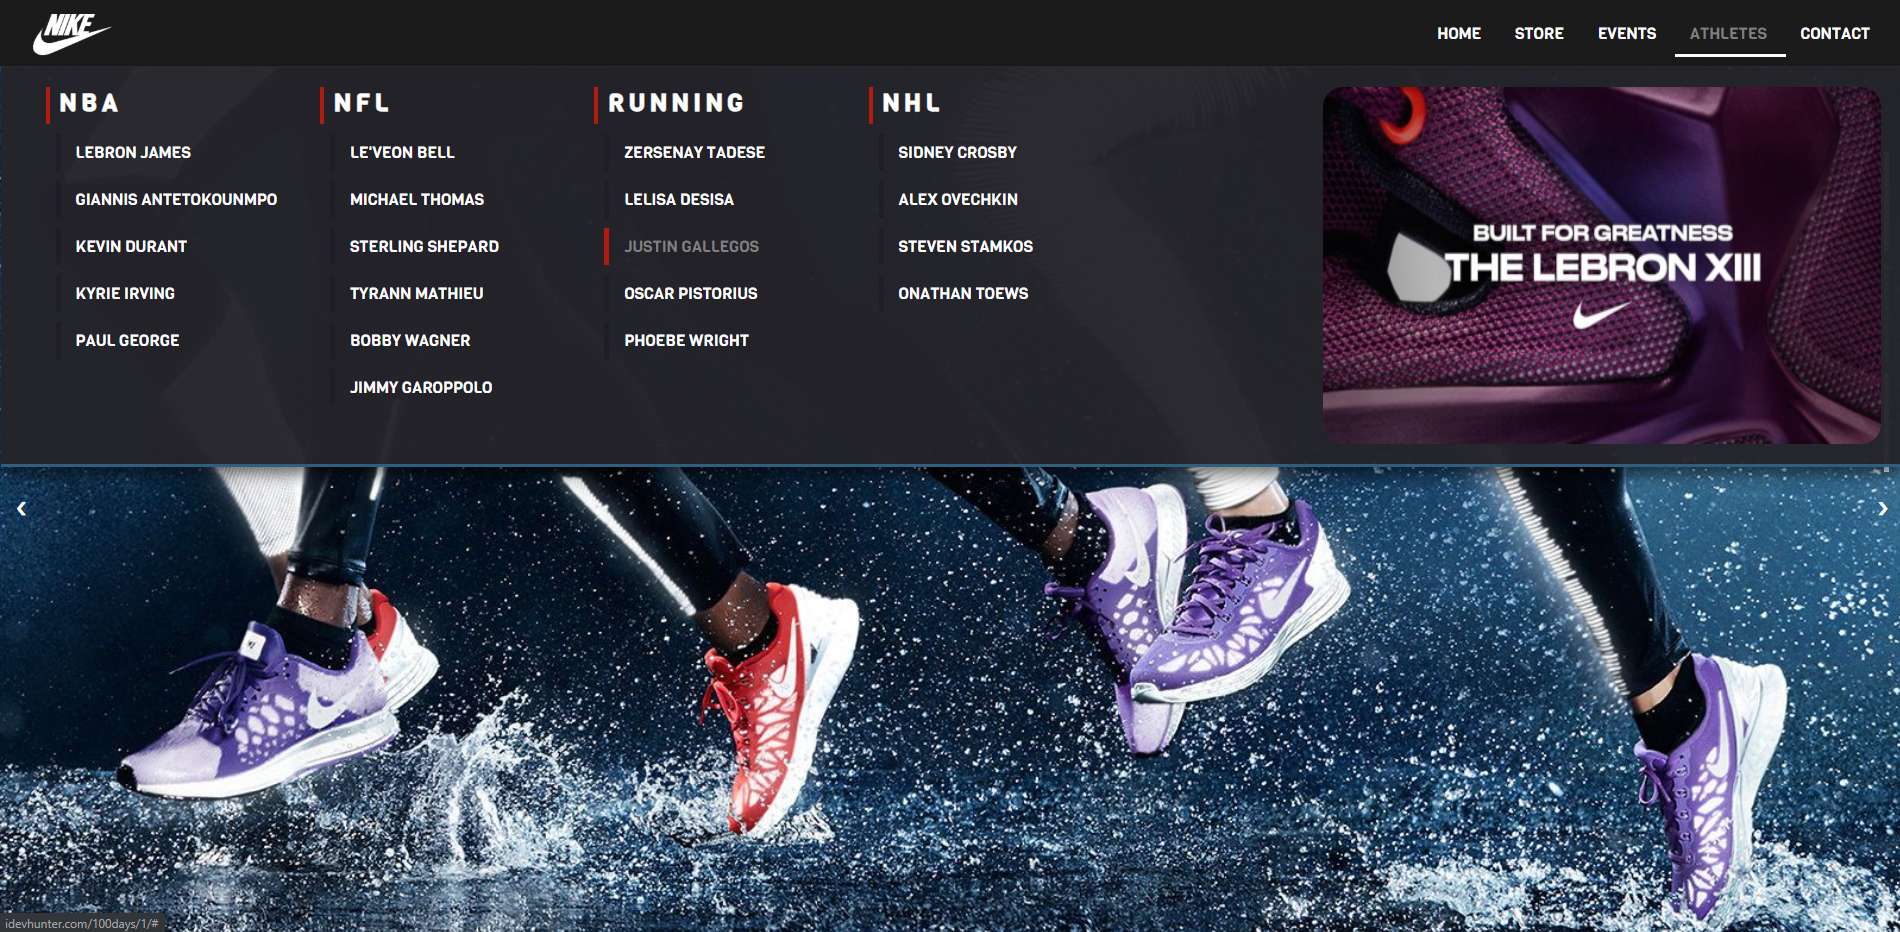 NIKE
HOME STORE EVENTS ATHLETES CONTACT
NBA
LEBRON JAMES
GIANNIS ANTETOKOUNMPO
KEVIN DURANT
KYRIE IRVING
PAUL GEORGE
NFL
LE'VEON BELL
MICHAEL THOMAS
STERLING SHEPARD
TYRANN MATHIEU
BOBBY WAGNER
JIMMY GAROPPOLO
RUNNING
ZERSENAY TADESE
LELISA DESISA
JUSTIN GALLEGOS
OSCAR PISTORIUS
PHOEBE WRIGHT
NHL
SIDNEY CROSBY
ALEX OVECHKIN
STEVEN STAMKOS
ONATHAN TOEWS
BUILT FOR GREATNESS
THE LEBRON XIII
idevhunter.com/100days/1/#